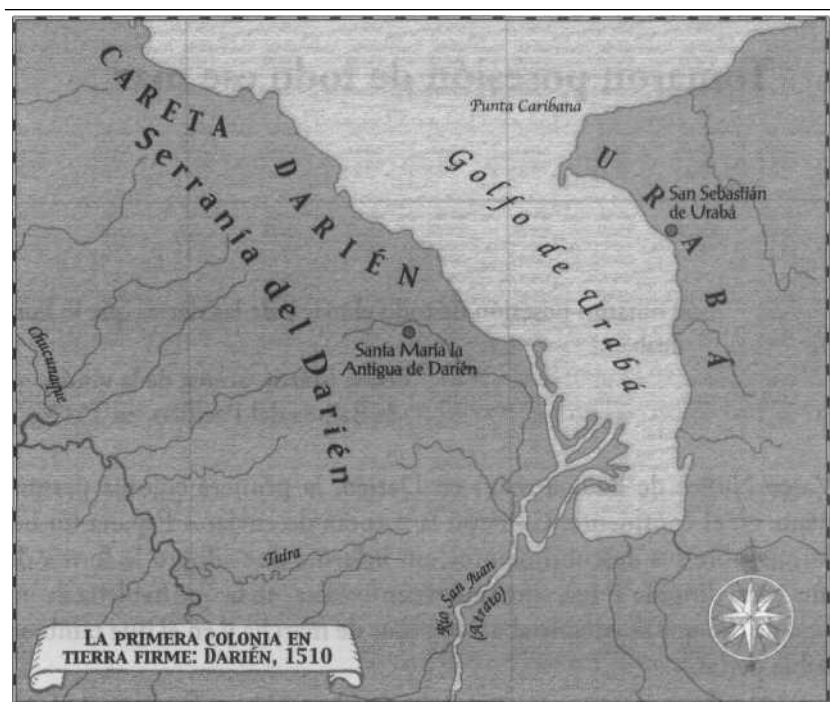 CARETA
DARIÉN
Serranía del Darién
Punta Caribana
Golfo de Urabá
URABÁ
San Sebastián
de Urabá
Chucunaque
Santa María la
Antigua de Darién
Tuira
Río San Juan
(Atrato)
LA PRIMERA COLONIA EN
TIERRA FIRME: DARIÉN, 1510